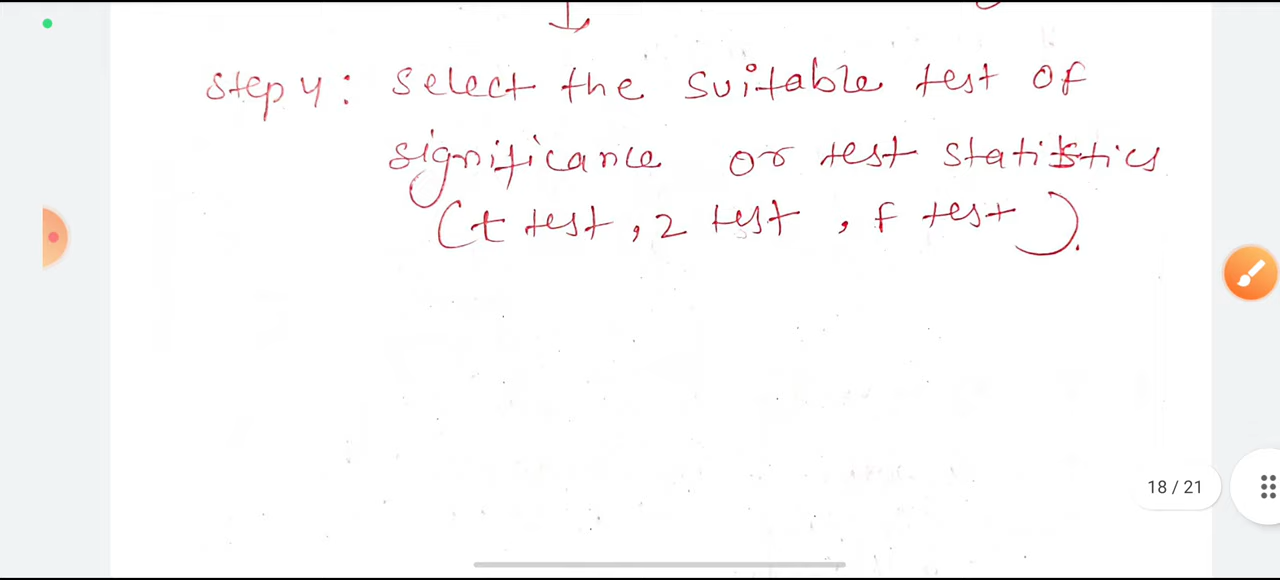 Step 4: Select the suitable test of
significance or test statistics
(t test, z test, f test).
18 / 21